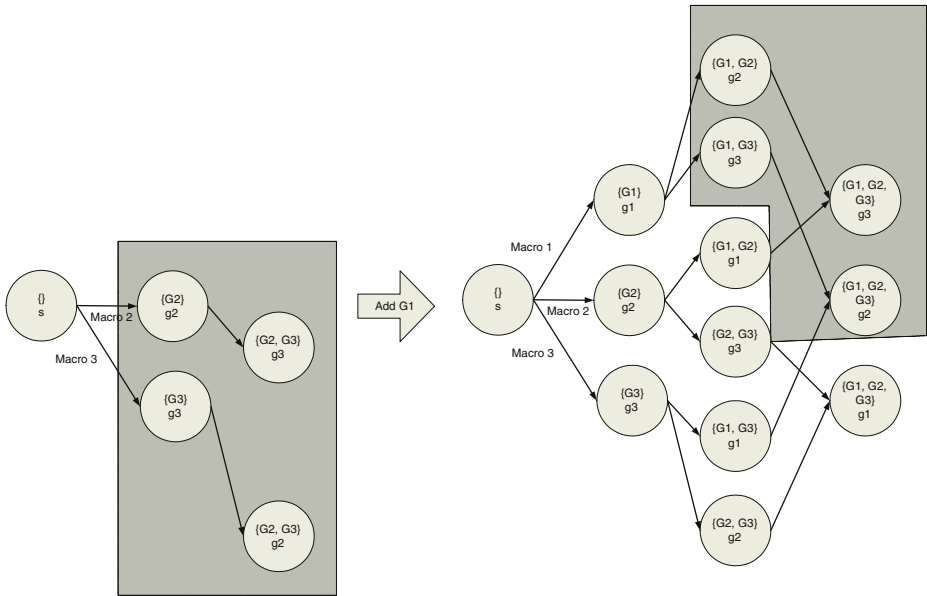 {}
s
Macro 2
Macro 3
{G2}
g2
{G3}
g3
{G2, G3}
g3
{G2, G3}
g2
Add G1
{}
s
Macro 1
Macro 2
Macro 3
{G1}
g1
{G2}
g2
{G3}
g3
{G1, G2}
g2
{G1, G3}
g3
{G1, G2}
g1
{G2, G3}
g3
{G1, G3}
g1
{G2, G3}
g2
{G1, G2,
G3}
g3
{G1, G2,
G3}
g2
{G1, G2,
G3}
g1